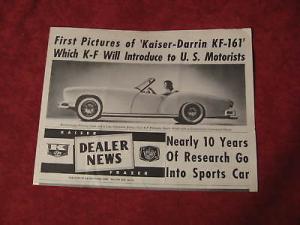 First Pictures of 'Kaiser-Darrin KF-161'
Which K-F Will Introduce to U. S. Motorists
KAISER
DEALER
NEWS
FRAZER
Nearly 10 Years
Of Research Go
Into Sports Car